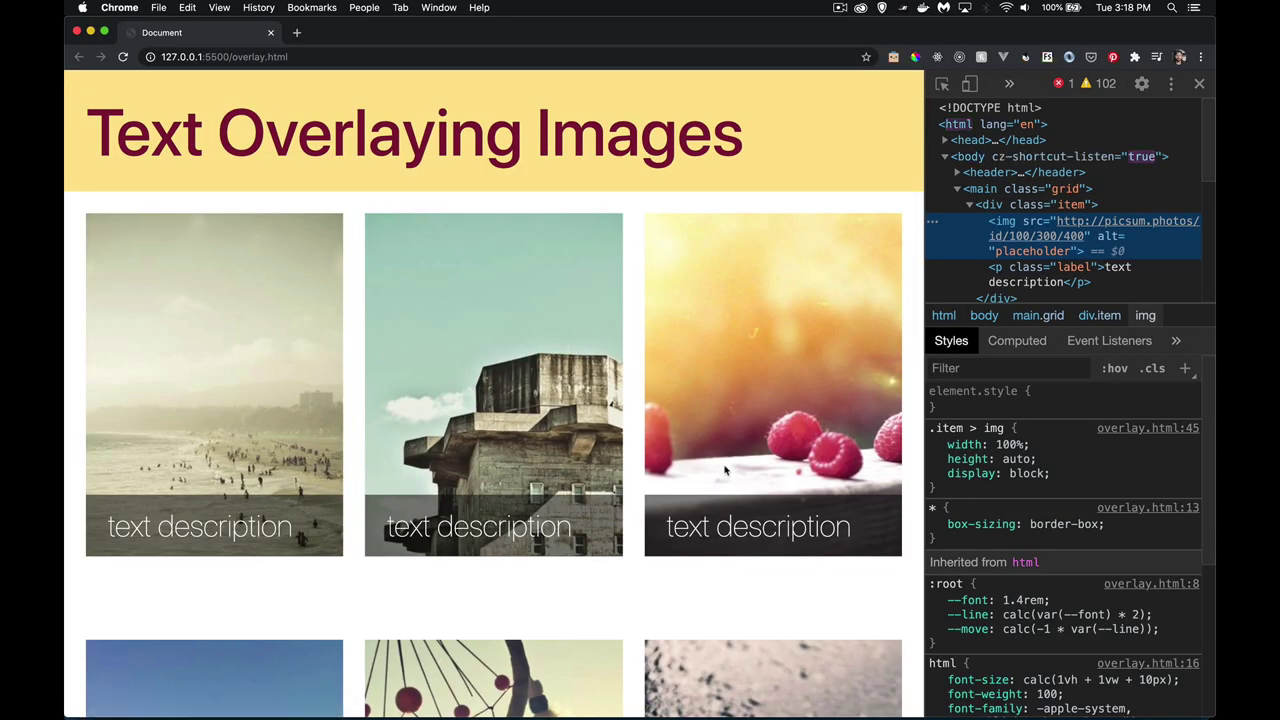 Chrome File Edit View History Bookmarks People Tab Window Help 100% Tue 3:18 PM
Document
127.0.0.1:5500/overlay.html
Text Overlaying Images
text description
text description
text description
1 102
<!DOCTYPE html>
<html lang="en">
<head>…</head>
<body cz-shortcut-listen="true">
<header>…</header>
<main class="grid">
<div class="item">
<img src="http://picsum.photos/
id/100/300/400" alt=
"placeholder"> == $0
<p class="label">text
description</p>
</div>
html body main.grid div.item img
Styles Computed Event Listeners
Filter :hov .cls
element.style {
}
.item > img { overlay.html:45
width: 100%;
height: auto;
display: block;
}
* { overlay.html:13
box-sizing: border-box;
}
Inherited from html
:root { overlay.html:8
--font: 1.4rem;
--line: calc(var(--font) * 2);
--move: calc(-1 * var(--line));
}
html { overlay.html:16
font-size: calc(1vh + 1vw + 10px);
font-weight: 100;
font-family: -apple-system,